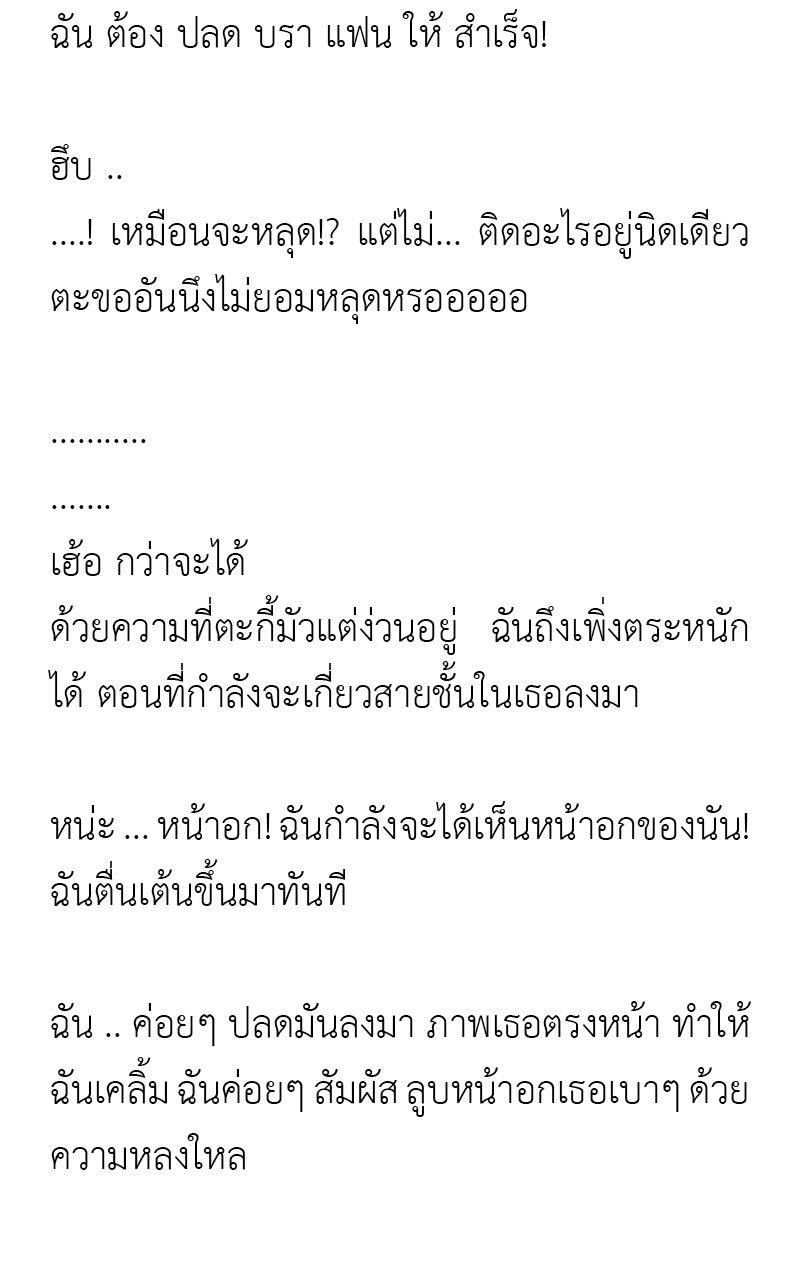 ฉัน ต้อง ปลด บรา แฟน ให้ สำเร็จ!
ฮึบ ..
....! เหมือนจะหลุด!? แต่ไม่... ติดอะไรอยู่นิดเดียว
ตะขออันนึงไม่ยอมหลุดหรอออออ
...........
.......
เฮ้อ กว่าจะได้
ด้วยความที่ตะกี้มัวแต่ง่วนอยู่ ฉันถึงเพิ่งตระหนัก
ได้ ตอนที่กำลังจะเกี่ยวสายชั้นในเธอลงมา
หน่ะ ... หน้าอก! ฉันกำลังจะได้เห็นหน้าอกของนัน!
ฉันตื่นเต้นขึ้นมาทันที
ฉัน .. ค่อยๆ ปลดมันลงมา ภาพเธอตรงหน้า ทำให้
ฉันเคลิ้ม ฉันค่อยๆ สัมผัส ลูบหน้าอกเธอเบาๆ ด้วย
ความหลงใหล